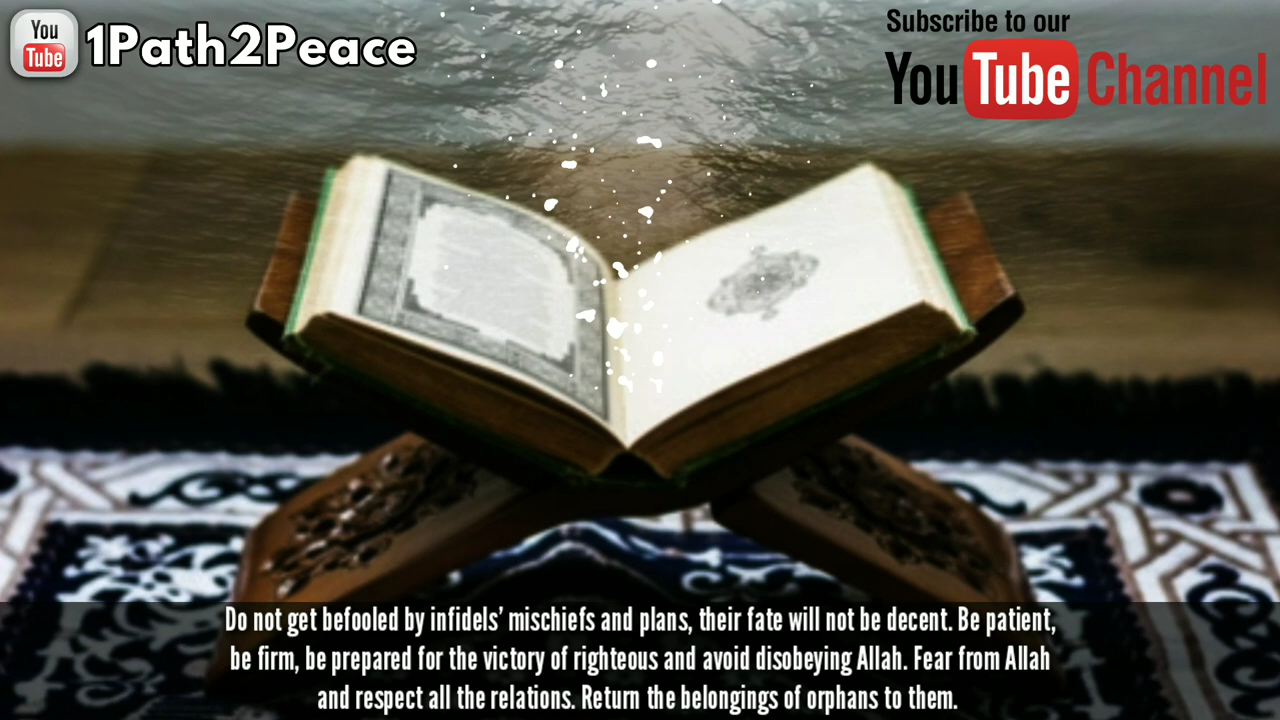 You
Tube
1Path2Peace
Subscribe to our
YouTube Channel
Do not get befooled by infidels’ mischiefs and plans, their fate will not be decent. Be patient,
be firm, be prepared for the victory of righteous and avoid disobeying Allah. Fear from Allah
and respect all the relations. Return the belongings of orphans to them.